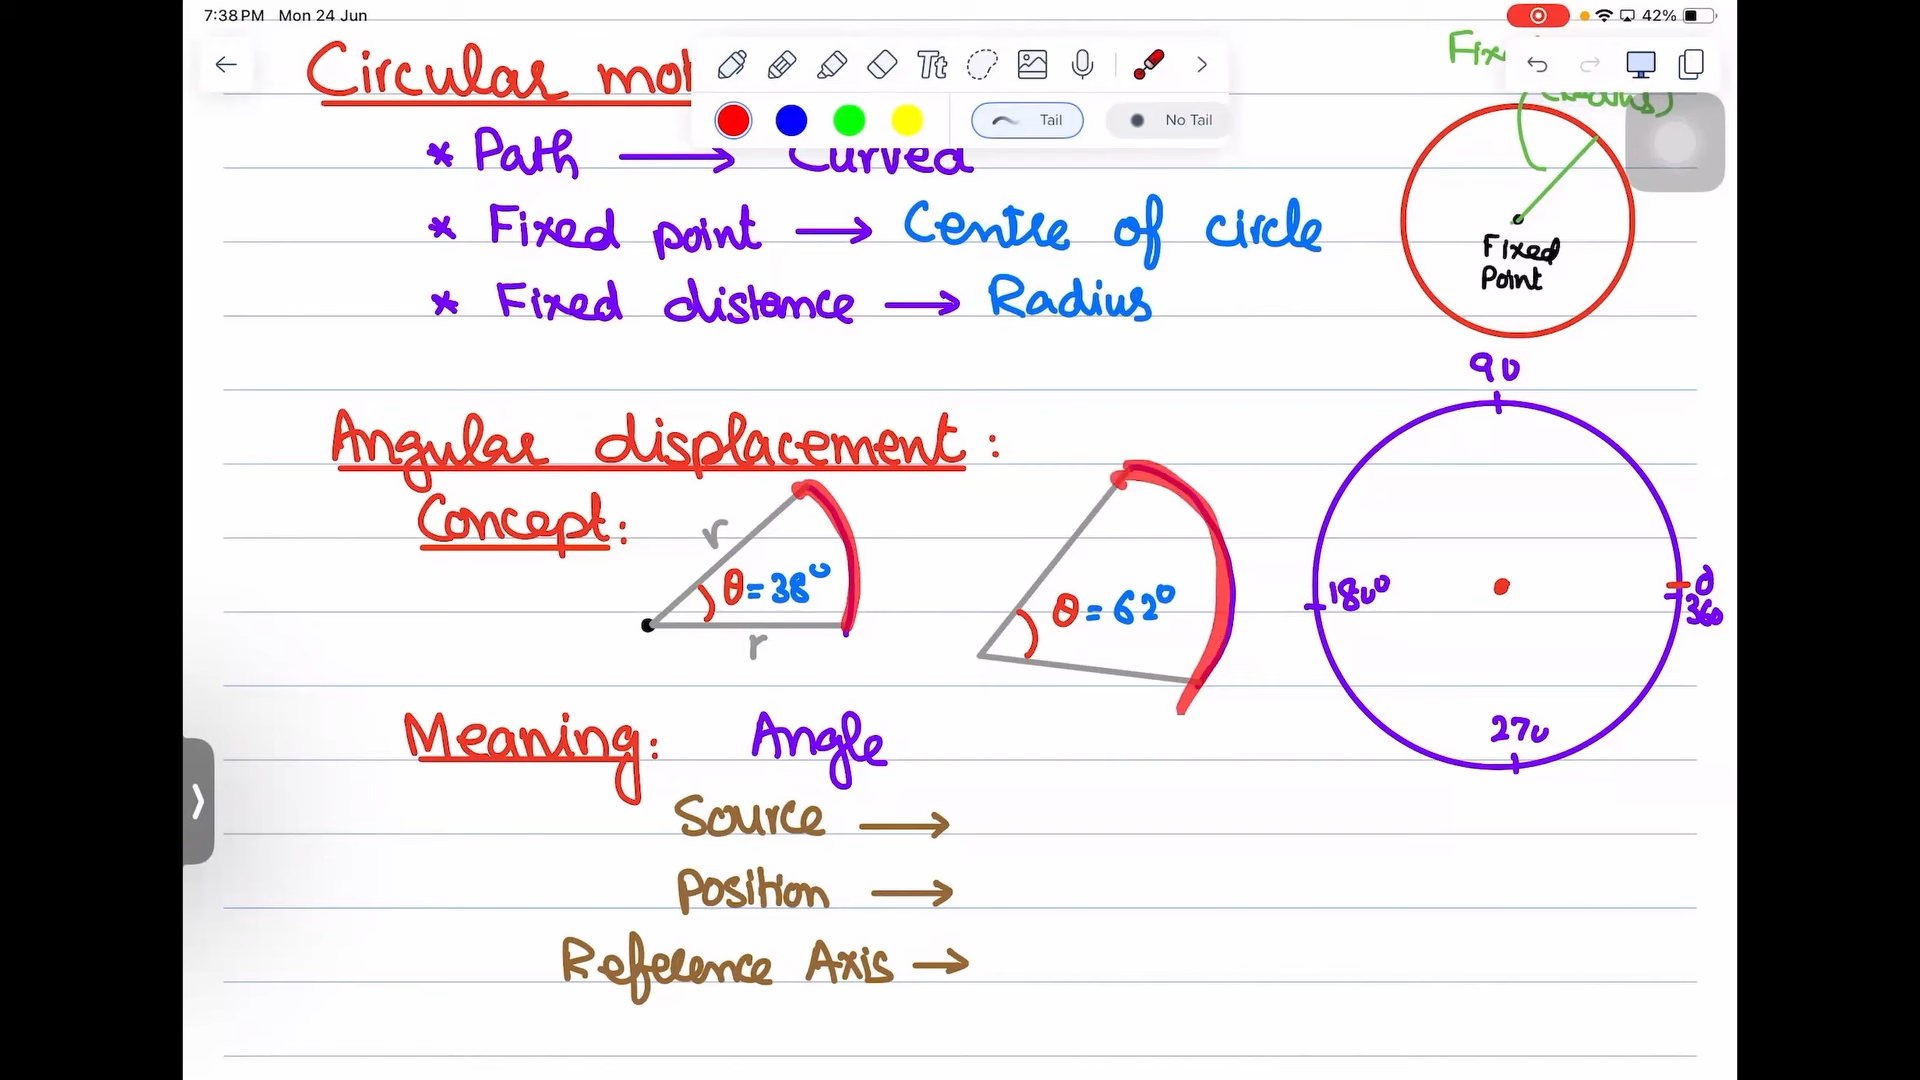 7:38 PM Mon 24 Jun
42%
Circular
Tt
Tail
No Tail
* Path → Curved
* Fixed point → Centre of circle
* Fixed distance → Radius
(Radius)
Fixed
Point
Angular displacement :
Concept :
r
θ = 38°
r
θ = 62°
90
180°
0
360
270
Meaning : Angle
Source →
Position →
Reference Axis →